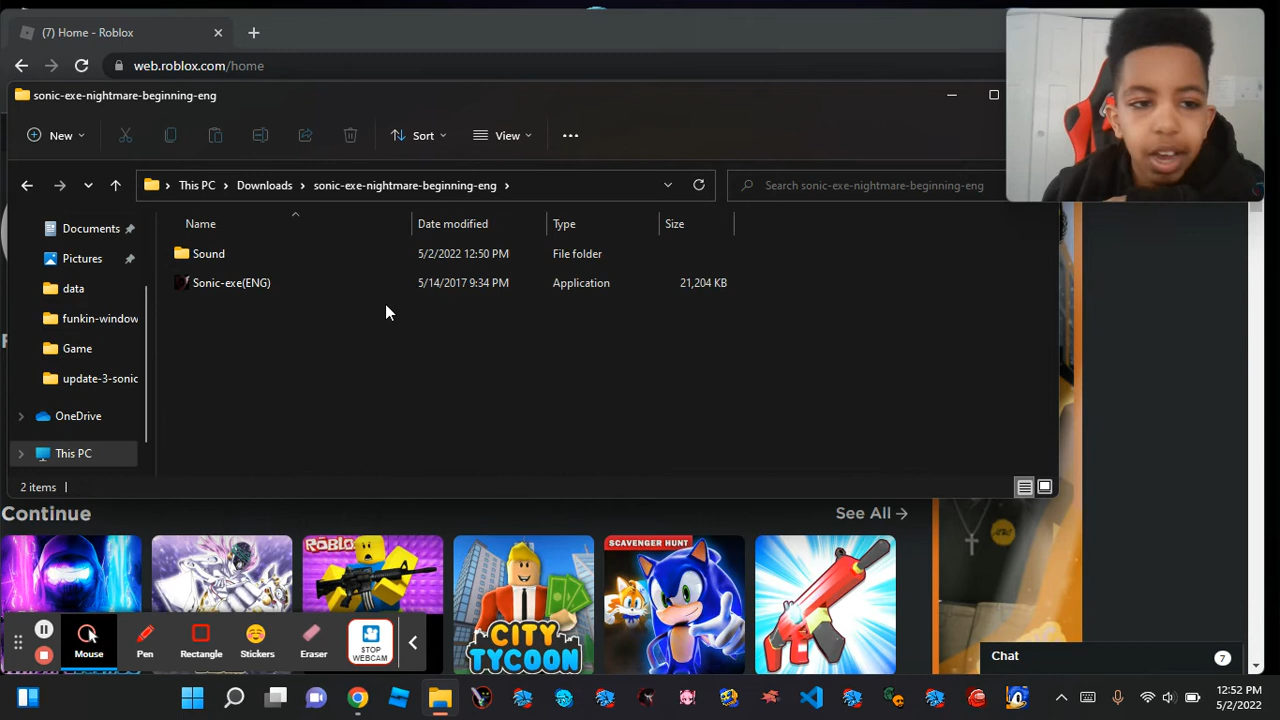 (7) Home - Roblox
web.roblox.com/home
sonic-exe-nightmare-beginning-eng
New
Sort
View
This PC
Downloads
sonic-exe-nightmare-beginning-eng
Search sonic-exe-nightmare-beginning-eng
Name
Date modified
Type
Size
Documents
Pictures
data
funkin-window
Game
update-3-sonic
OneDrive
This PC
Sound
5/2/2022 12:50 PM
File folder
Sonic-exe(ENG)
5/14/2017 9:34 PM
Application
21,204 KB
2 items
Continue
See All
ROBLOX
CITY
TYCOON
SCAVENGER HUNT
AT&T
Mouse
Pen
Rectangle
Stickers
Eraser
STOP
WEBCAM
Chat
7
12:52 PM
5/2/2022